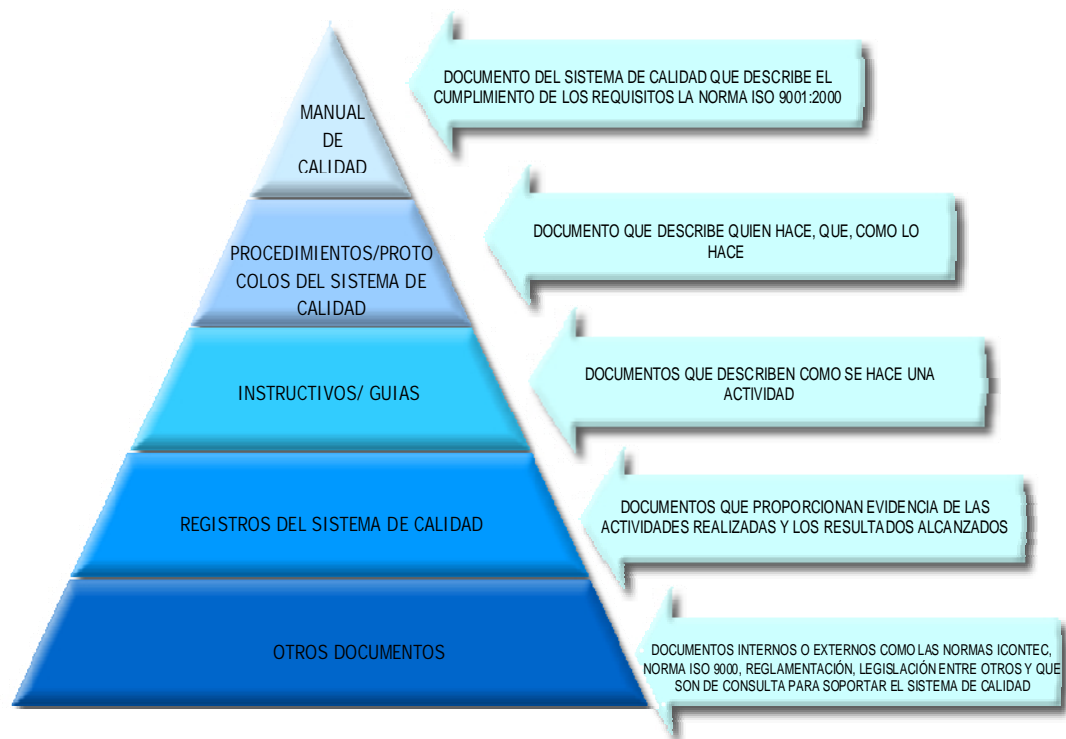 MANUAL
DE
CALIDAD
DOCUMENTO DEL SISTEMA DE CALIDAD QUE DESCRIBE EL
CUMPLIMIENTO DE LOS REQUISITOS LA NORMA ISO 9001:2000
PROCEDIMIENTOS/PROTO
COLOS DEL SISTEMA DE
CALIDAD
DOCUMENTO QUE DESCRIBE QUIEN HACE, QUE, COMO LO
HACE
INSTRUCTIVOS/ GUIAS
DOCUMENTOS QUE DESCRIBEN COMO SE HACE UNA
ACTIVIDAD
REGISTROS DEL SISTEMA DE CALIDAD
DOCUMENTOS QUE PROPORCIONAN EVIDENCIA DE LAS
ACTIVIDADES REALIZADAS Y LOS RESULTADOS ALCANZADOS
OTROS DOCUMENTOS
DOCUMENTOS INTERNOS O EXTERNOS COMO LAS NORMAS ICONTEC,
NORMA ISO 9000, REGLAMENTACIÓN, LEGISLACIÓN ENTRE OTROS Y QUE
SON DE CONSULTA PARA SOPORTAR EL SISTEMA DE CALIDAD